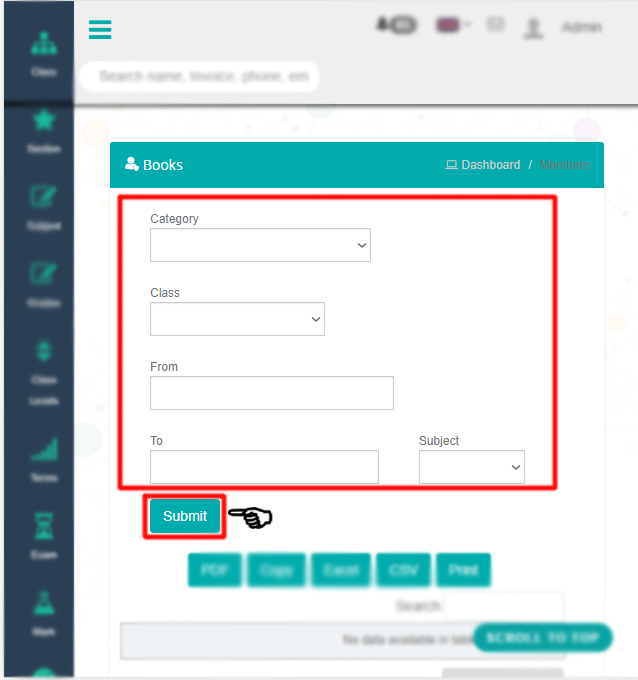 Class
Admin
Search name, Invoice, phone, em
Section
Subject
Class
Levels
Terms
Exam
Mark
Books
Dashboard / Members
Category
Class
From
To
Subject
Submit
PDF Copy Excel CSV Print
Search:
No data available in table
SCROLL TO TOP